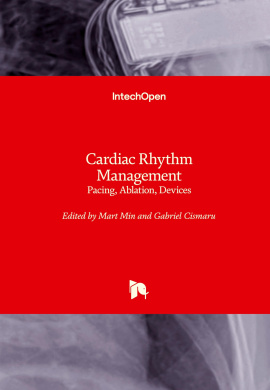 IntechOpen
Cardiac Rhythm
Management
Pacing, Ablation, Devices
Edited by Mart Min and Gabriel Cismaru